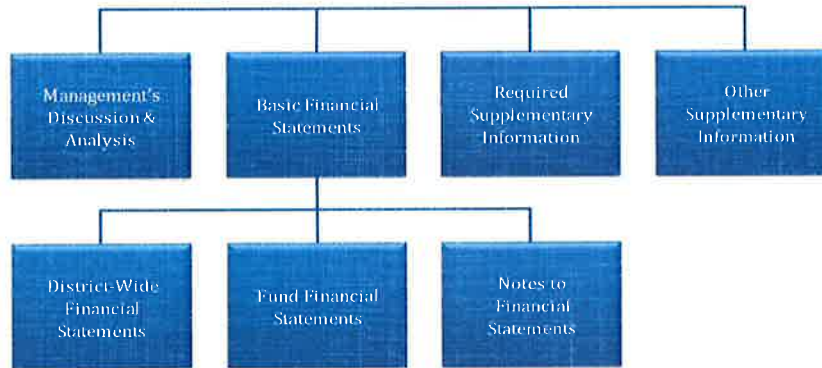 Management's
Discussion &
Analysis
Basic Financial
Statements
Required
Supplementary
Information
Other
Supplementary
Information
District-Wide
Financial
Statements
Fund Financial
Statements
Notes to
Financial
Statements